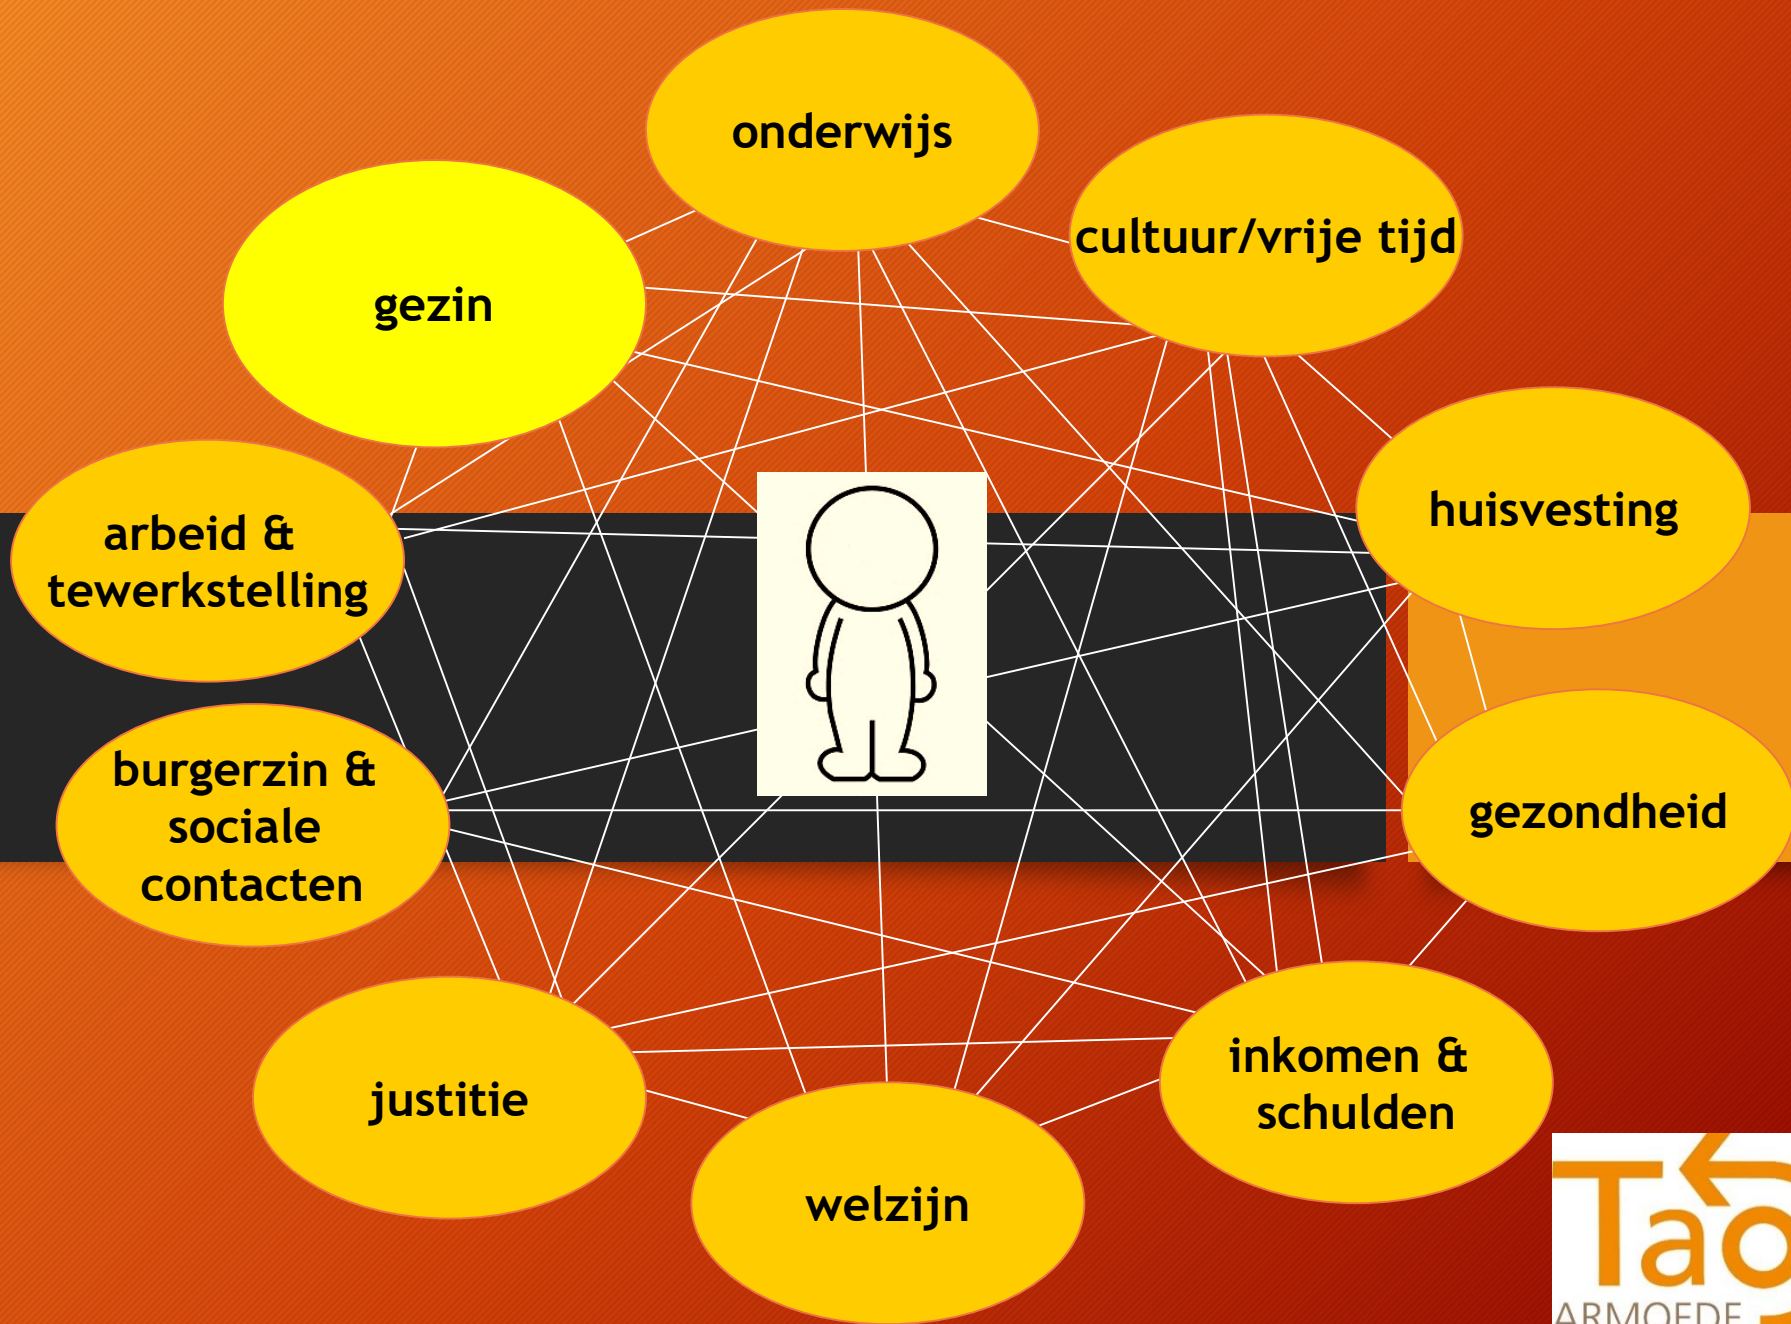 onderwijs
cultuur/vrije tijd
gezin
huisvesting
arbeid &
tewerkstelling
burgerzin &
sociale
contacten
gezondheid
inkomen &
schulden
justitie
welzijn
Tao
ARMOEDE